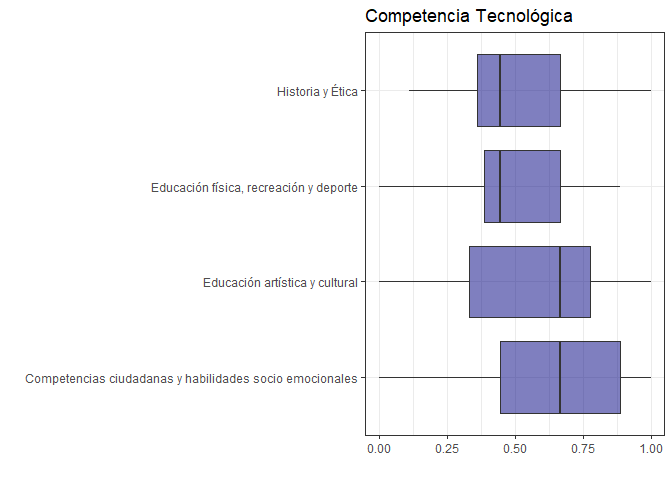 Competencia Tecnológica
Historia y Ética
Educación física, recreación y deporte
Educación artística y cultural
Competencias ciudadanas y habilidades socio emocionales
0.00 0.25 0.50 0.75 1.00